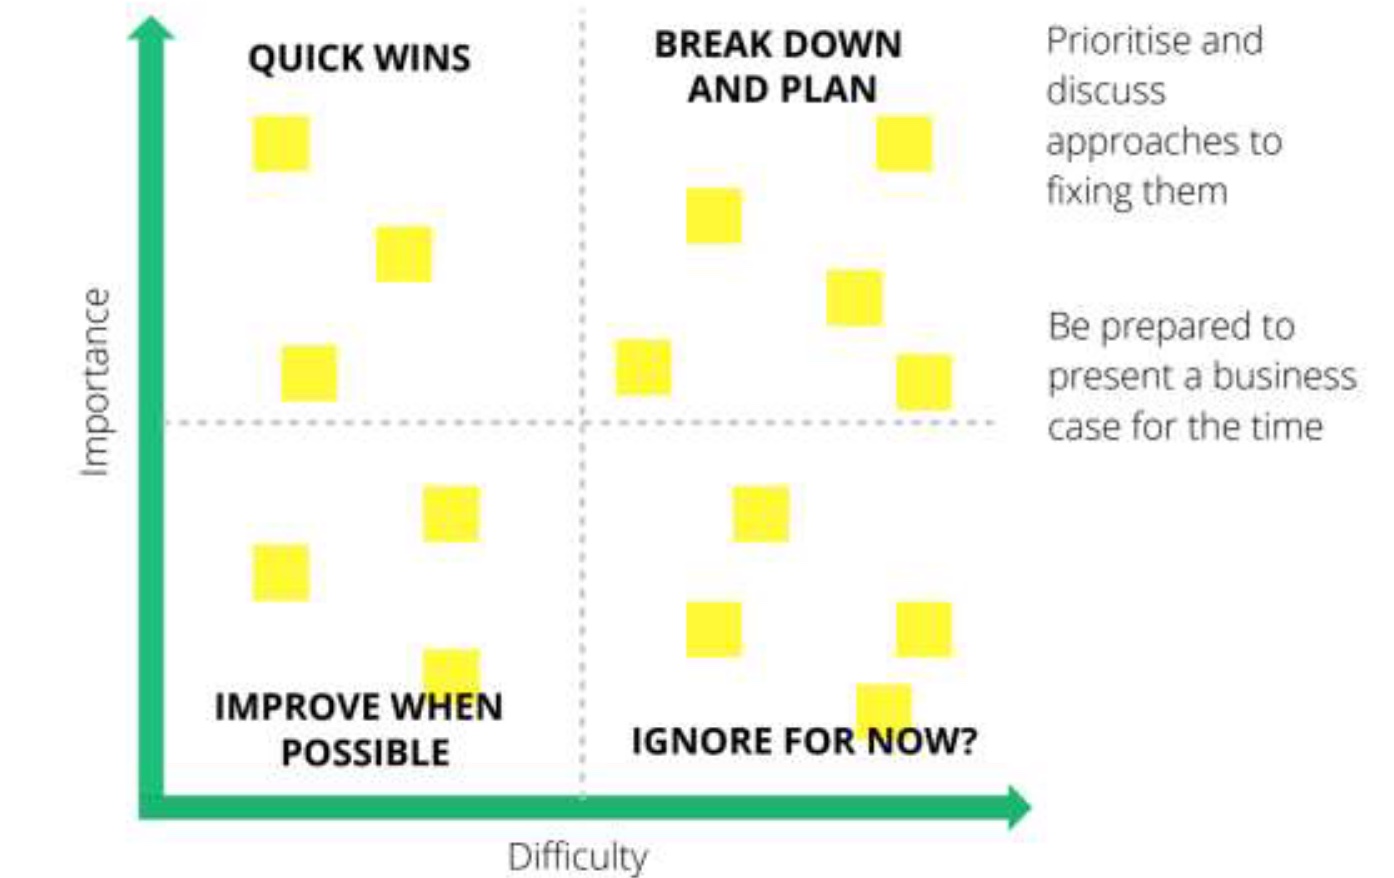 QUICK WINS
BREAK DOWN
AND PLAN
Prioritise and
discuss
approaches to
fixing them
Be prepared to
present a business
case for the time
Importance
IMPROVE WHEN
POSSIBLE
IGNORE FOR NOW?
Difficulty